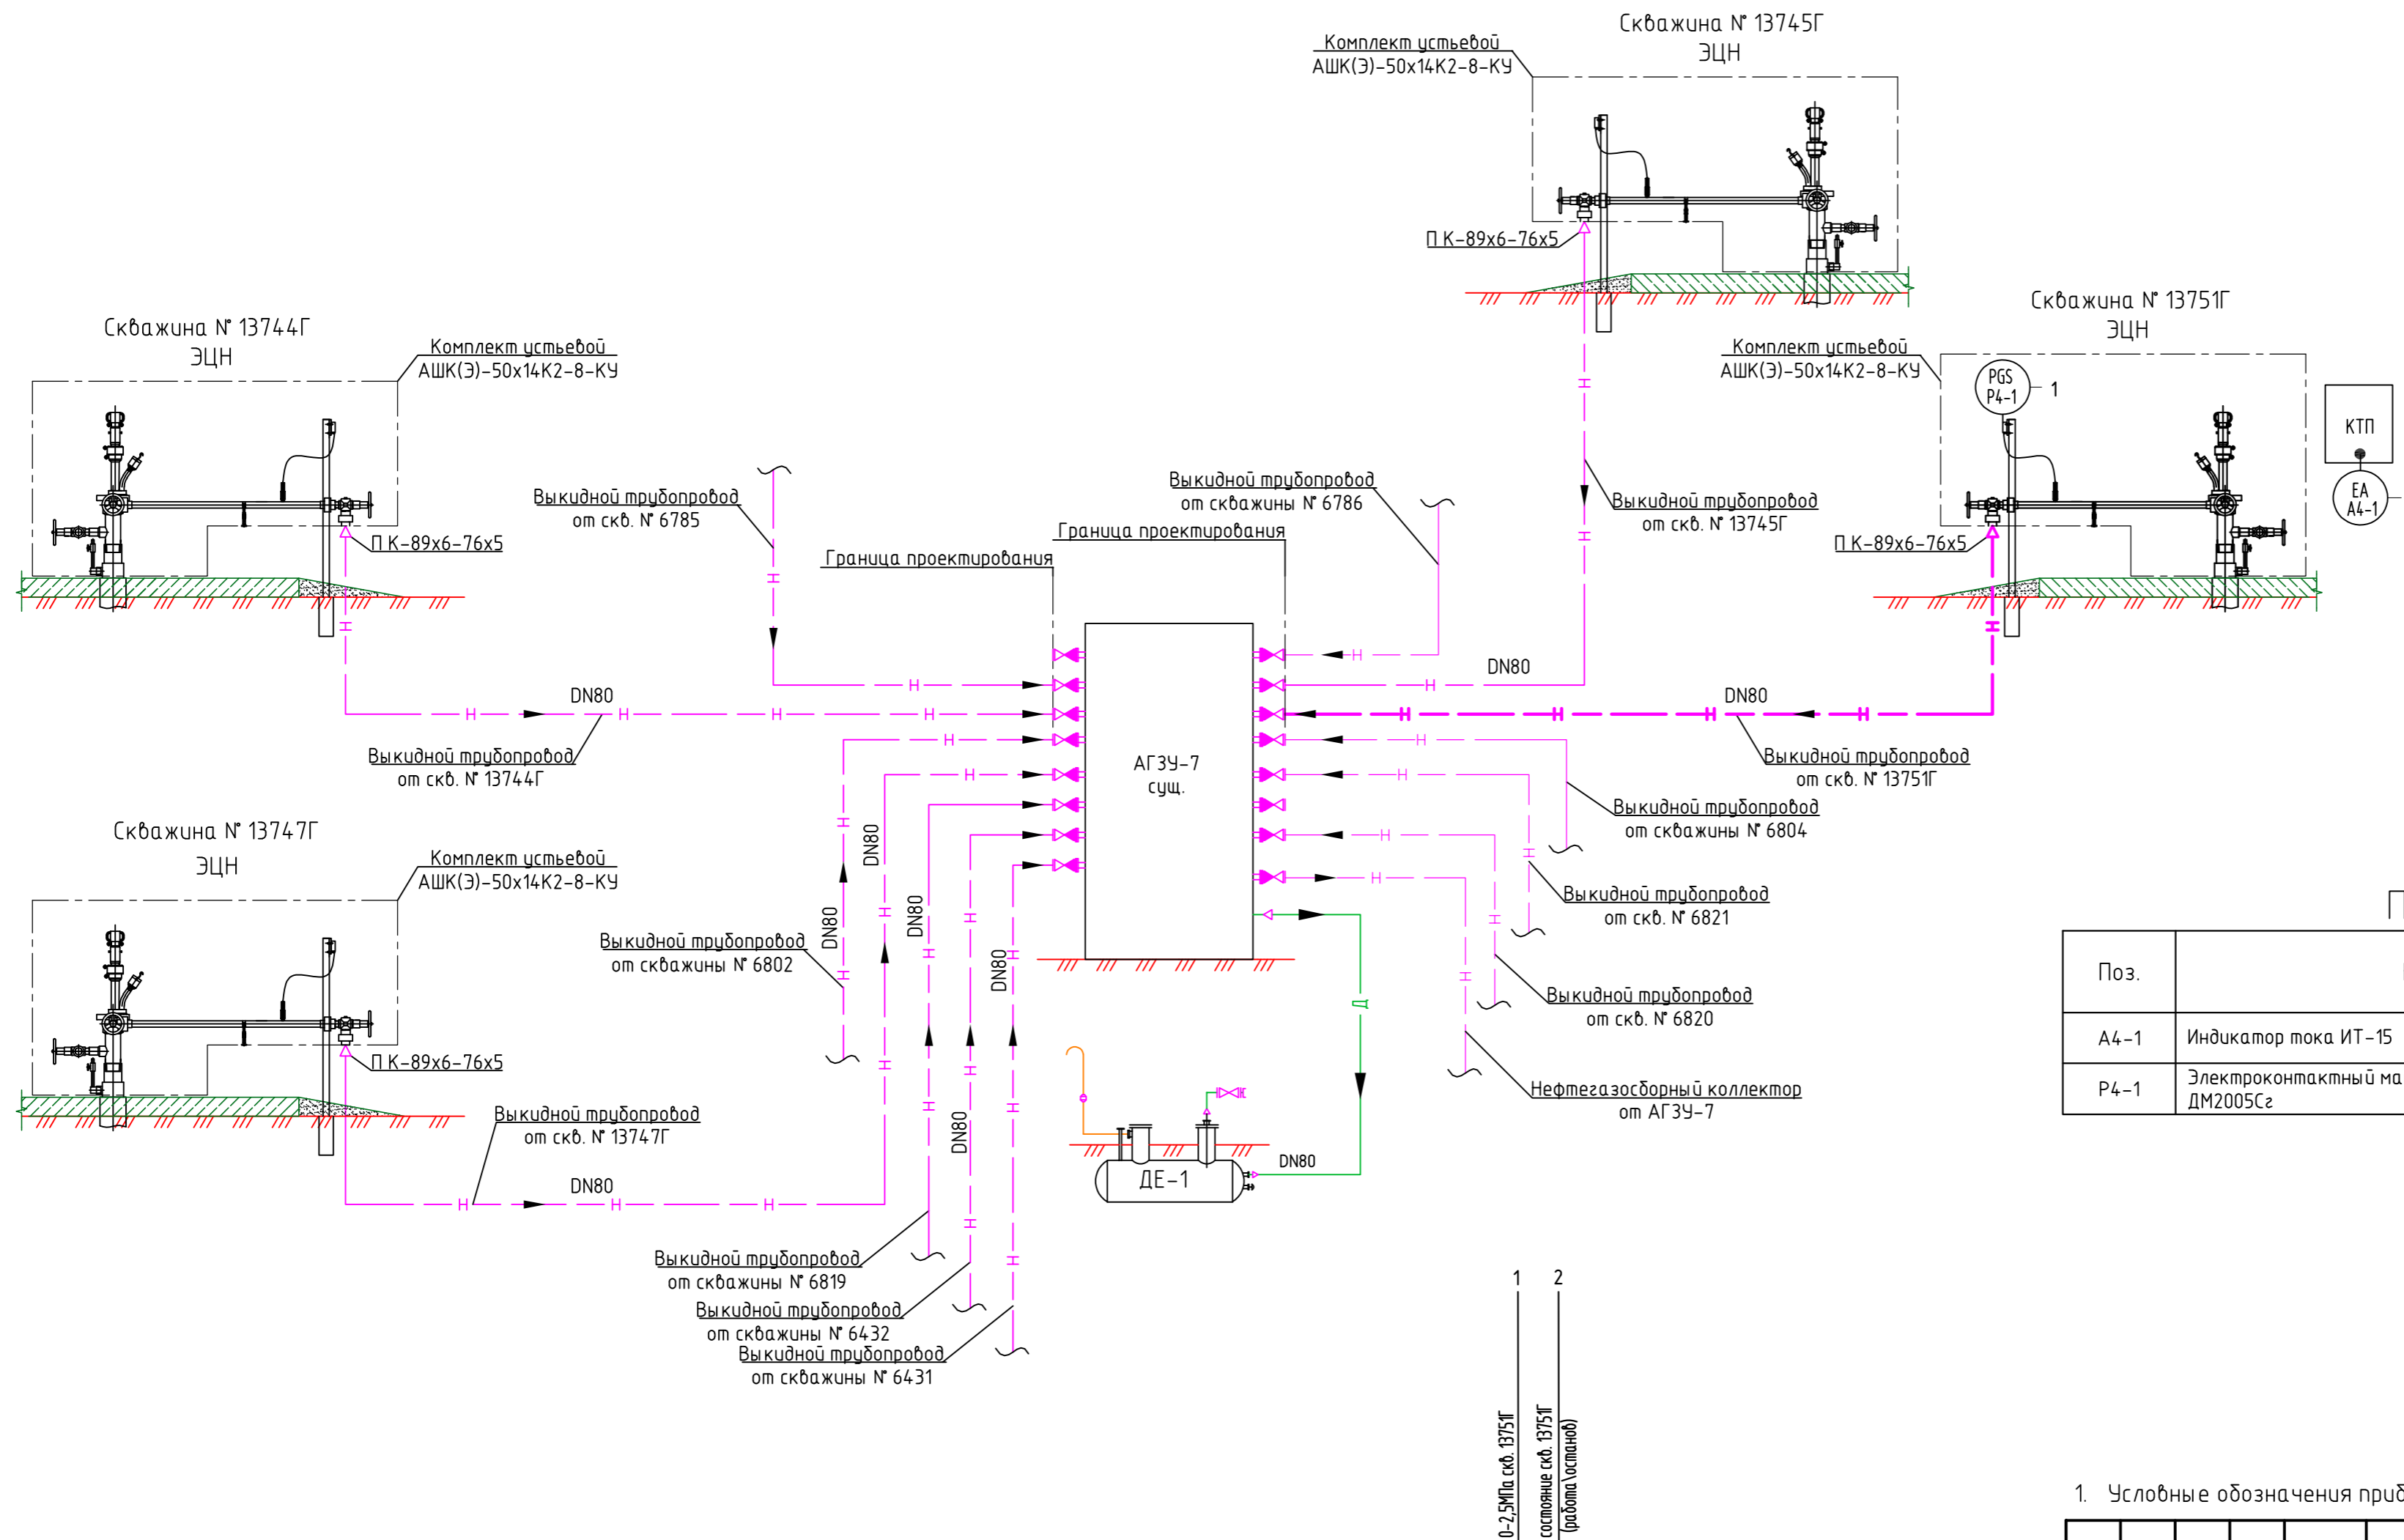 Скважина № 13745Г
ЭЦН
Комплект устьевой
АШК(Э)-50х14К2-8-КУ
П К-89х6-76х5
Скважина № 13751Г
ЭЦН
Комплект устьевой
АШК(Э)-50х14К2-8-КУ
PGS
P4-1
1
КТП
EA
A4-1
П К-89х6-76х5
Скважина № 13744Г
ЭЦН
Комплект устьевой
АШК(Э)-50х14К2-8-КУ
П К-89х6-76х5
Выкидной трубопровод
от скв. № 6785
Граница проектирования
Граница проектирования
Выкидной трубопровод
от скважины № 6786
Выкидной трубопровод
от скв. № 13745Г
DN80
DN80
DN80
Выкидной трубопровод
от скв. № 13744Г
Выкидной трубопровод
от скв. № 13751Г
АГЗУ-7
сущ.
Выкидной трубопровод
от скважины № 6804
Скважина № 13747Г
ЭЦН
Комплект устьевой
АШК(Э)-50х14К2-8-КУ
П К-89х6-76х5
DN80
DN80
DN80
DN80
DN80
Выкидной трубопровод
от скважины № 6802
Выкидной трубопровод
от скв. № 6821
Выкидной трубопровод
от скв. № 6820
Нефтегазосборный коллектор
от АГЗУ-7
Д
Выкидной трубопровод
от скв. № 13747Г
DN80
DN80
ДЕ-1
Выкидной трубопровод
от скважины № 6819
Выкидной трубопровод
от скважины № 6432
Выкидной трубопровод
от скважины № 6431
1
2
0-2,5МПа скв. 13751Г
состояние скв. 13751Г
(работа\останов)
П
Поз.
А4-1
Индикатор тока ИТ-15
Р4-1
Электроконтактный ма
ДМ2005Сг
1. Условные обозначения приб
Н Н Н Н Н Н Н Н Н Н Н Н Н Н Н Н Н Н Н Н Н Н Н Н Н Н Н Н Н Н Н Н Н Н Н Н Н Н Н Н